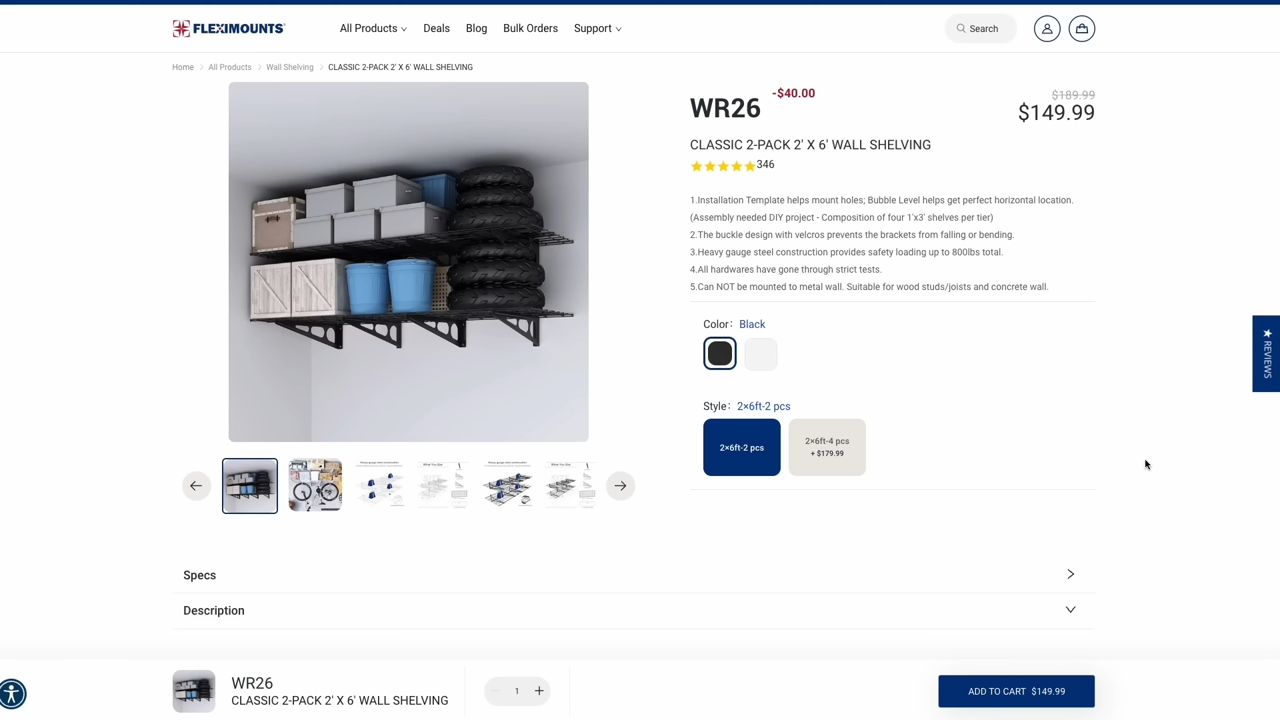 FLEXIMOUNTS
All Products
Deals
Blog
Bulk Orders
Support
Search
Home > All Products > Wall Shelving > CLASSIC 2-PACK 2' X 6' WALL SHELVING
WR26
-$40.00
$189.99
$149.99
CLASSIC 2-PACK 2' X 6' WALL SHELVING
346
1.Installation Template helps mount holes; Bubble Level helps get perfect horizontal location.
(Assembly needed DIY project - Composition of four 1'x3' shelves per tier)
2.The buckle design with velcros prevents the brackets from falling or bending.
3.Heavy gauge steel construction provides safety loading up to 800lbs total.
4.All hardwares have gone through strict tests.
5.Can NOT be mounted to metal wall. Suitable for wood studs/joists and concrete wall.
Color: Black
Style: 2×6ft-2 pcs
2×6ft-2 pcs
2×6ft-4 pcs
+ $179.99
★ REVIEWS
Specs
Description
WR26
CLASSIC 2-PACK 2' X 6' WALL SHELVING
1
ADD TO CART $149.99